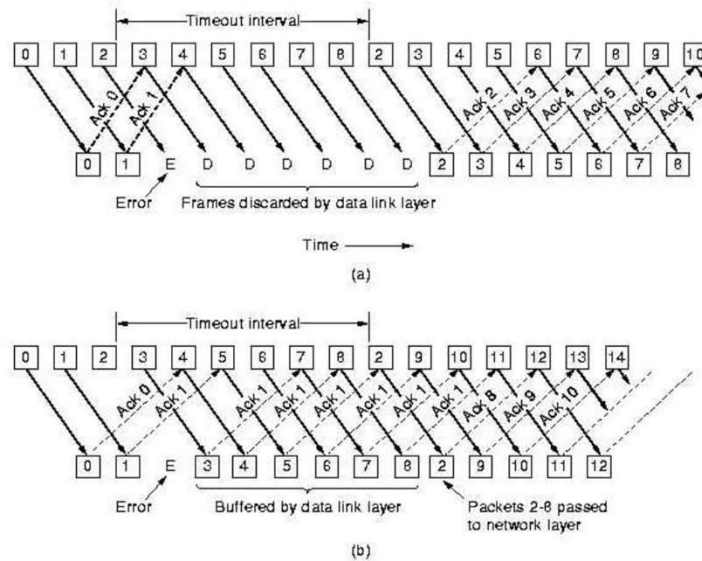 Timeout interval
0 1 2 3 4 5 6 7 8 2 3 4 5 6 7 8 9 10
Ack 0 Ack 1 Ack 2 Ack 3 Ack 4 Ack 5 Ack 6 Ack 7
0 1 E D D D D D D 2 3 4 5 6 7 8
Error Frames discarded by data link layer
Time
(a)
Timeout interval
0 1 2 3 4 5 6 7 8 2 9 10 11 12 13 14
Ack 0 Ack 1 Ack 1 Ack 1 Ack 1 Ack 1 Ack 1 Ack 1 Ack 8 Ack 9 Ack 10
0 1 E 3 4 5 6 7 8 2 9 10 11 12
Error Buffered by data link layer Packets 2-8 passed
to network layer
(b)